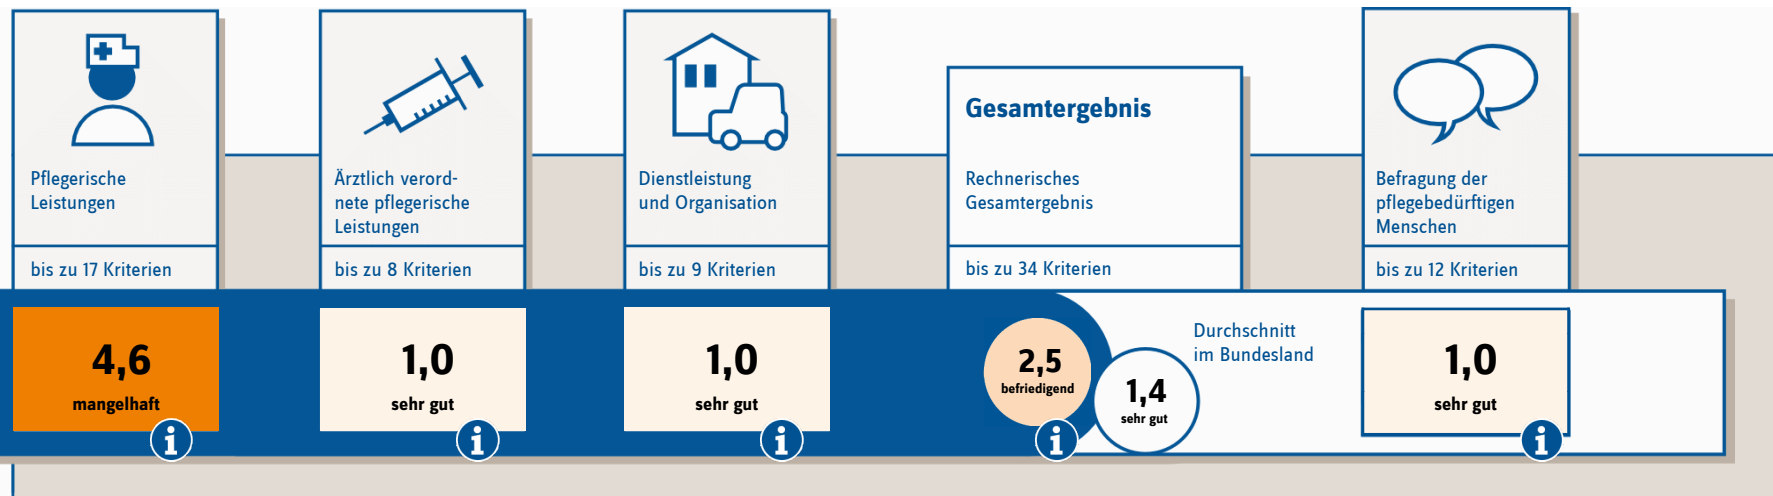 Pflegerische
Leistungen
bis zu 17 Kriterien
4,6
mangelhaft
i
Ärztlich verord-
nete pflegerische
Leistungen
bis zu 8 Kriterien
1,0
sehr gut
i
Dienstleistung
und Organisation
bis zu 9 Kriterien
1,0
sehr gut
i
Gesamtergebnis
Rechnerisches
Gesamtergebnis
bis zu 34 Kriterien
2,5
befriedigend
i
1,4
sehr gut
Durchschnitt
im Bundesland
Befragung der
pflegebedürftigen
Menschen
bis zu 12 Kriterien
1,0
sehr gut
i